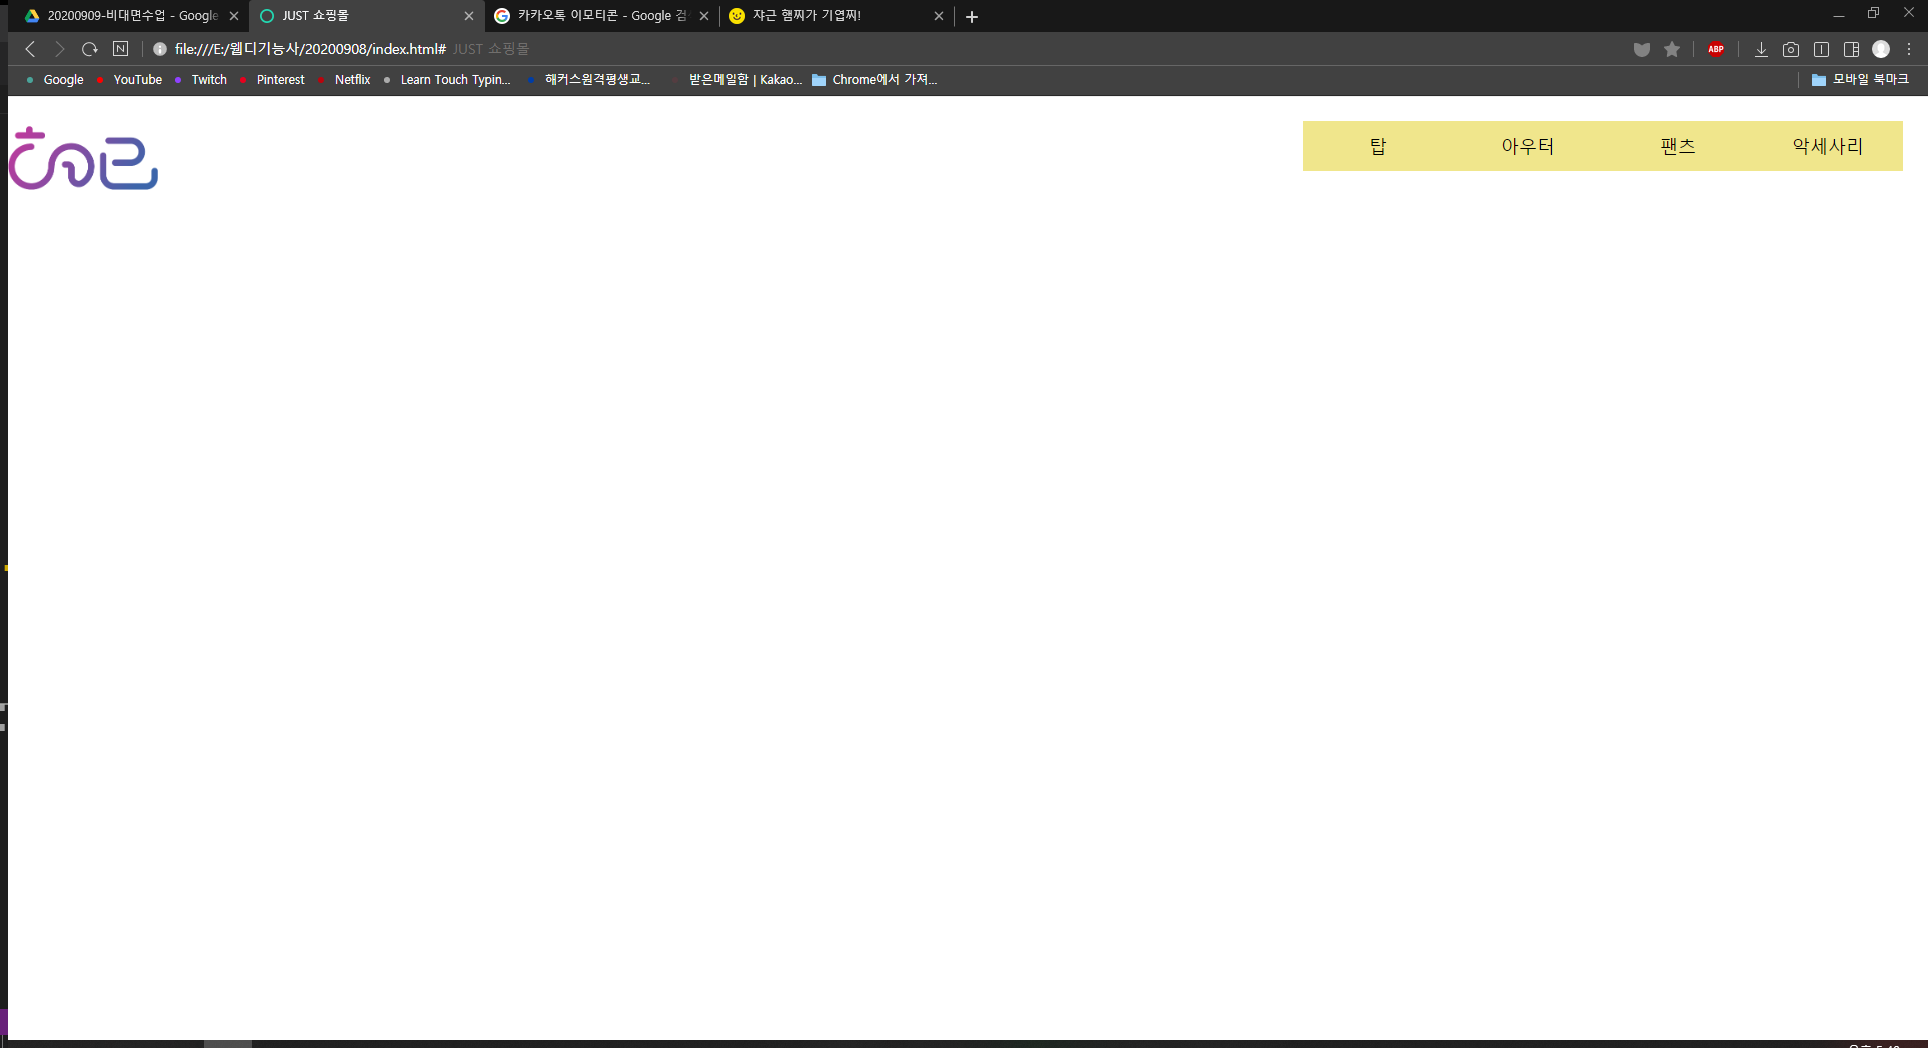 20200909-비대면수업 - Google
JUST 쇼핑몰
카카오톡 이모티콘 - Google 검
쟈근 햄찌가 기엽찌!
file:///E:/웹디기능사/20200908/index.html# JUST 쇼핑몰
ABP
Google YouTube Twitch Pinterest Netflix Learn Touch Typin... 해커스원격평생교... 받은메일함 | Kakao... Chrome에서 가져... 모바일 북마크
탑 아우터 팬츠 악세사리